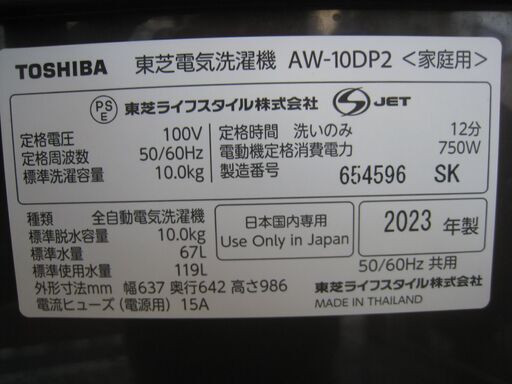 TOSHIBA 東芝電気洗濯機 AW-10DP2 <家庭用>
PS E 東芝ライフスタイル株式会社 S JET
定格電圧 100V
定格周波数 50/60Hz
標準洗濯容量 10.0kg
定格時間 洗いのみ 12分
電動機定格消費電力 750W
製造番号 654596 SK
種類 全自動電気洗濯機
標準脱水容量 10.0kg
標準水量 67L
標準使用水量 119L
外形寸法mm 幅637 奥行642 高さ986
電流ヒューズ(電源用) 15A
日本国内専用
Use Only in Japan
2023 年製
50/60Hz 共用
東芝ライフスタイル株式会社
MADE IN THAILAND